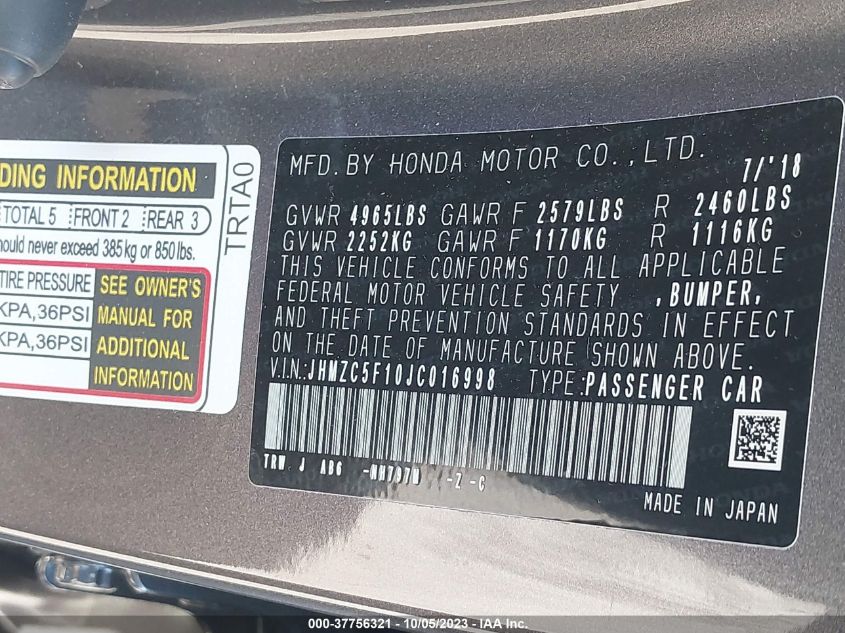 DING INFORMATION
TOTAL 5 FRONT 2 REAR 3
hould never exceed 385 kg or 850 lbs.
TIRE PRESSURE
KPA, 36PSI
KPA, 36PSI
SEE OWNER'S
MANUAL FOR
ADDITIONAL
INFORMATION
TRTA0
MFD. BY HONDA MOTOR CO., LTD. 7/'18
GVWR 4965LBS GAWR F 2579LBS R 2460LBS
GVWR 2252KG GAWR F 1170KG R 1116KG
THIS VEHICLE CONFORMS TO ALL APPLICABLE
FEDERAL MOTOR VEHICLE SAFETY ,BUMPER,
AND THEFT PREVENTION STANDARDS IN EFFECT
ON THE DATE OF MANUFACTURE SHOWN ABOVE.
V.I.N.:JHMZC5F10JC016998 TYPE:PASSENGER CAR
TRW J AB6 -Z-C
MADE IN JAPAN
000-37756321 - 10/05/2023 - IAA Inc.